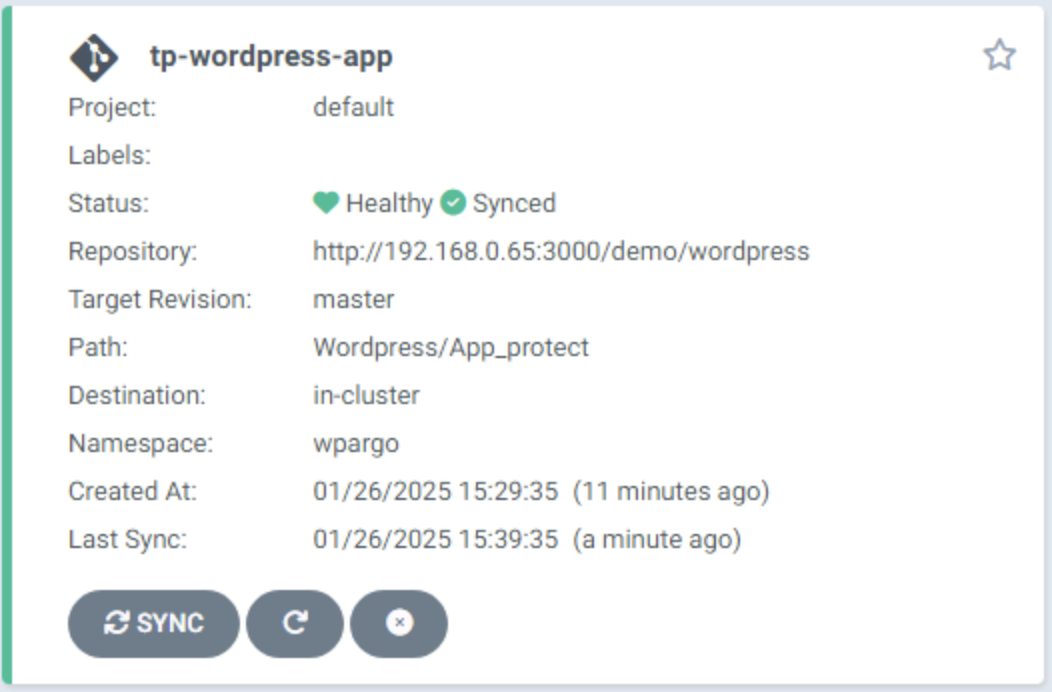 tp-wordpress-app
Project: default
Labels:
Status: Healthy Synced
Repository: http://192.168.0.65:3000/demo/wordpress
Target Revision: master
Path: Wordpress/App_protect
Destination: in-cluster
Namespace: wpargo
Created At: 01/26/2025 15:29:35 (11 minutes ago)
Last Sync: 01/26/2025 15:39:35 (a minute ago)
SYNC